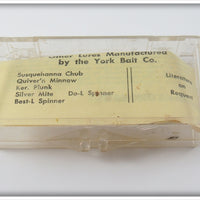 Other Lures Manufactured
by the York Bait Co.
Susquehanna Chub
Quiver'n Minnow
Ker. Plunk
Silver Mite Do-L Spinner
Best-L Spinner
Literature
on
Request